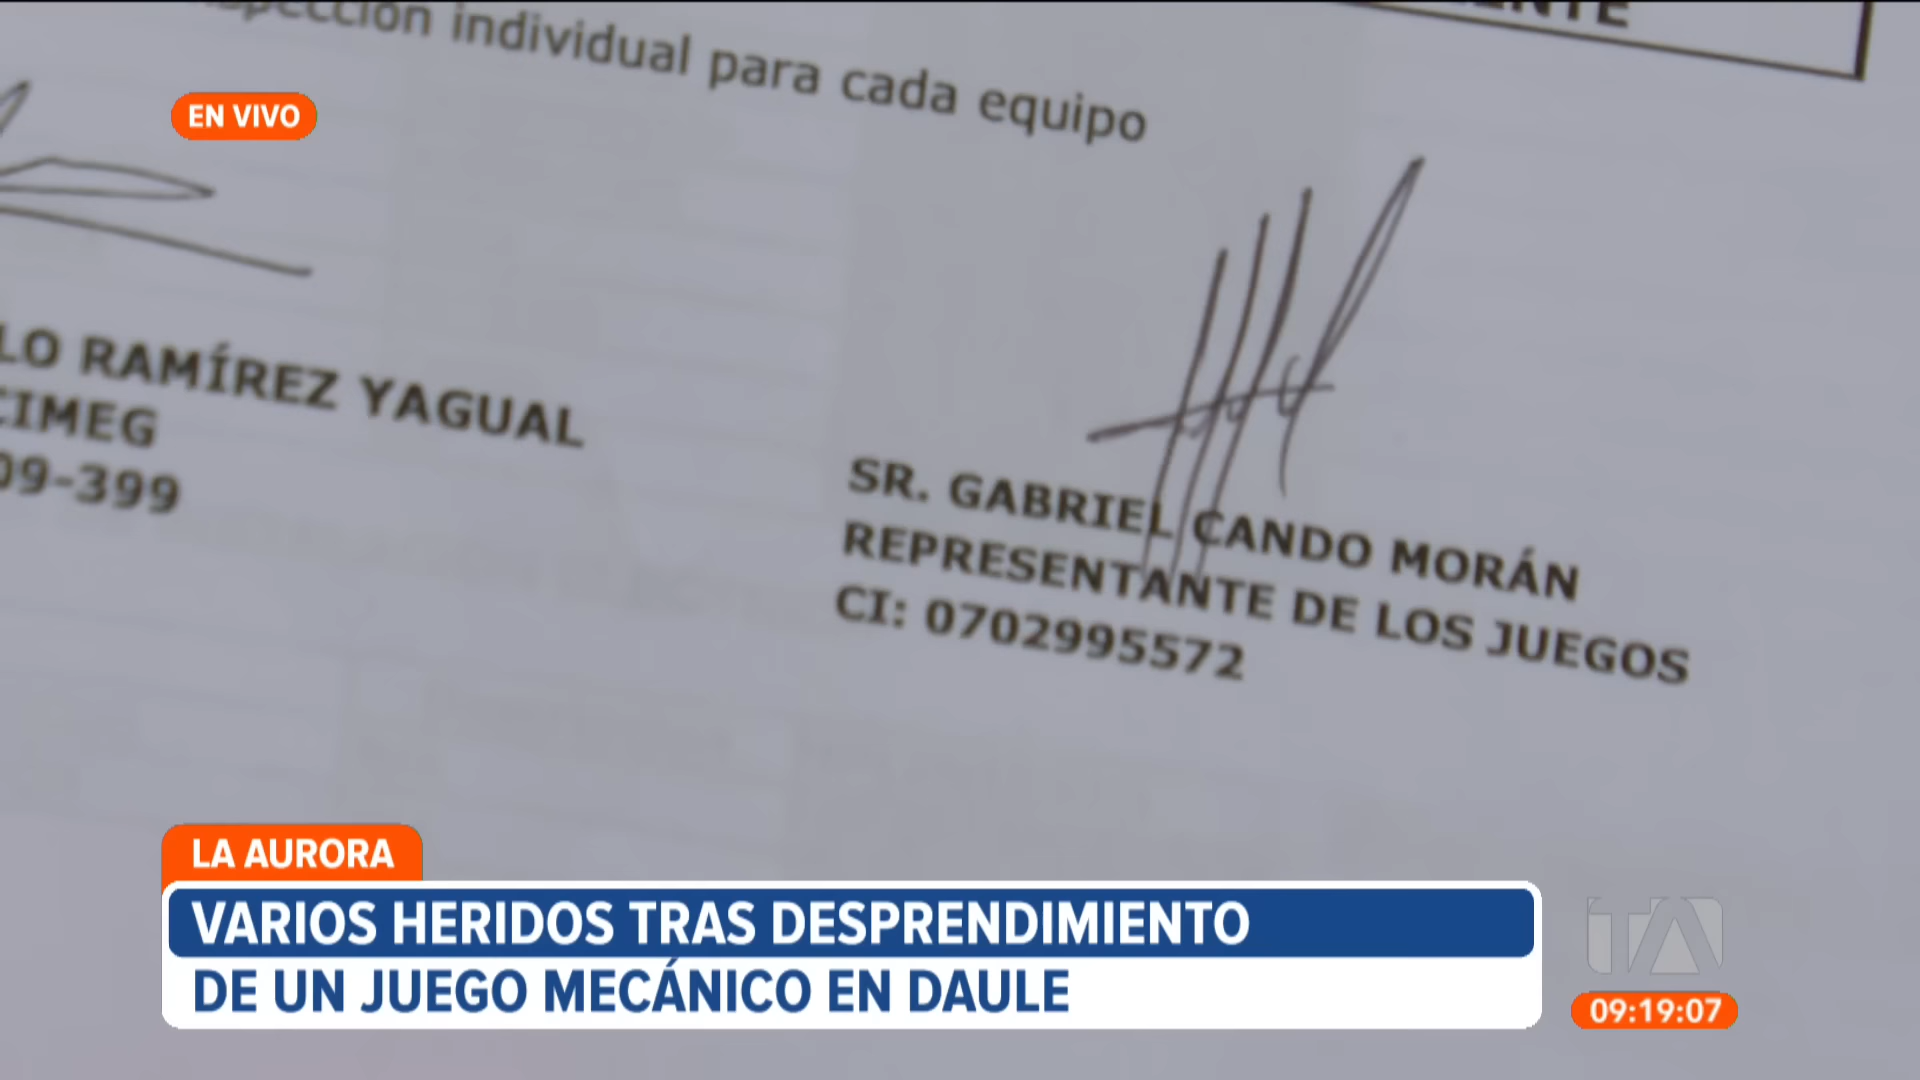 individual para cada equipo
EN VIVO
RAMÍREZ YAGUAL
CIMEG
09-399
SR. GABRIEL CANDO MORÁN
REPRESENTANTE DE LOS JUEGOS
CI: 0702995572
LA AURORA
VARIOS HERIDOS TRAS DESPRENDIMIENTO
DE UN JUEGO MECÁNICO EN DAULE
TA
09:19:07